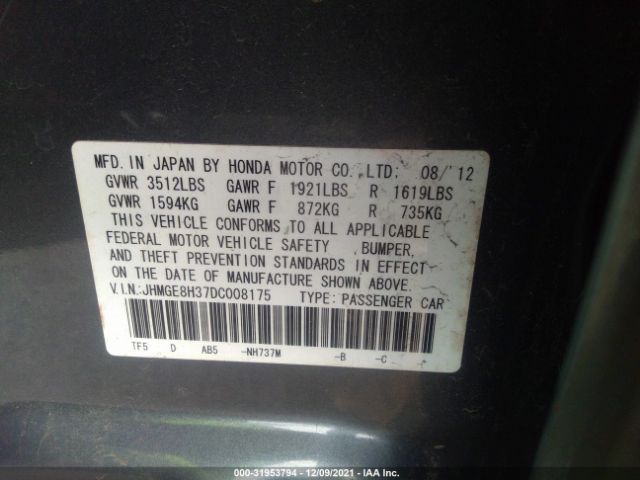 MFD. IN JAPAN BY HONDA MOTOR CO., LTD: 08/'12
GVWR 3512LBS GAWR F 1921LBS R 1619LBS
GVWR 1594KG GAWR F 872KG R 735KG
THIS VEHICLE CONFORMS TO ALL APPLICABLE
FEDERAL MOTOR VEHICLE SAFETY , BUMPER,
AND THEFT PREVENTION STANDARDS IN EFFECT
ON THE DATE OF MANUFACTURE SHOWN ABOVE.
V.I.N:JHMGE8H37DC008175 TYPE: PASSENGER CAR
TF5 D AB5 -NH737M -B -C -
000-31953794 - 12/09/2021 - IAA Inc.